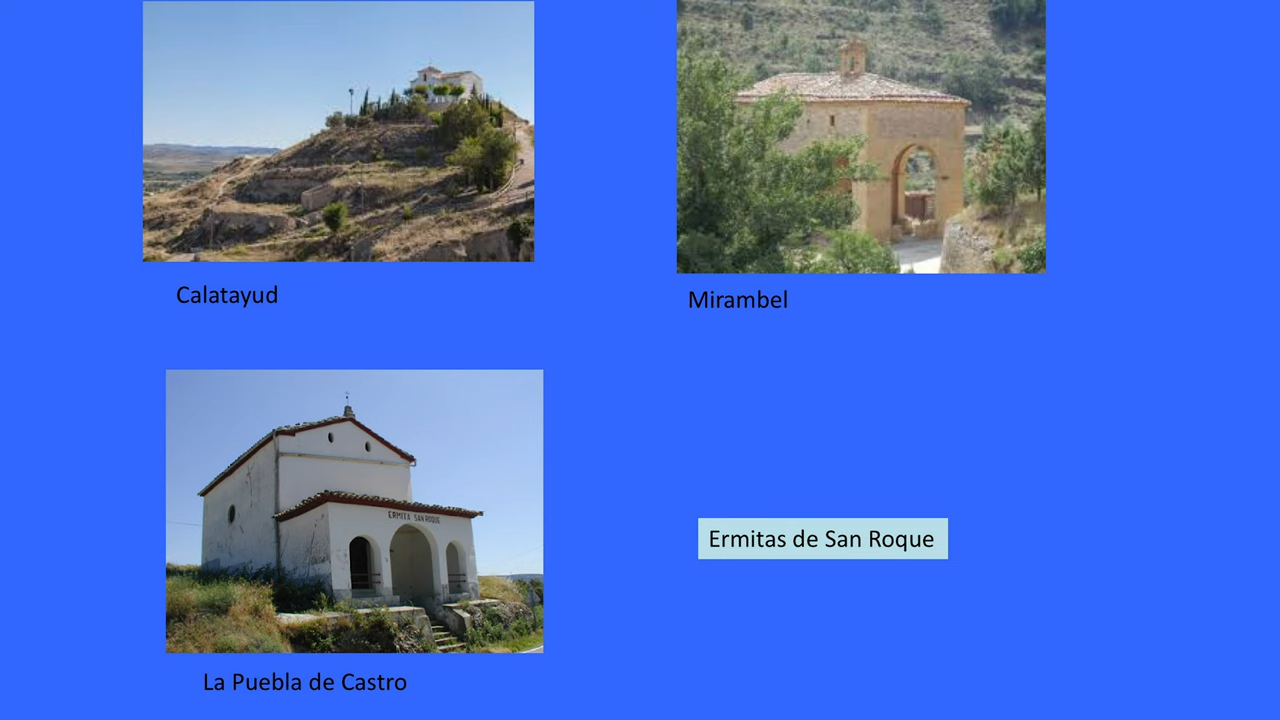 Calatayud
Mirambel
ERMITA SAN ROQUE
Ermitas de San Roque
La Puebla de Castro